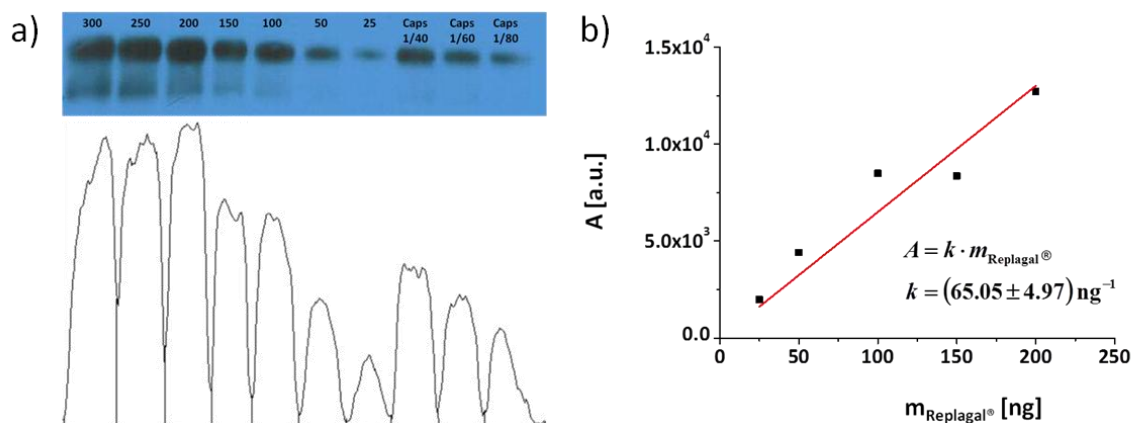 a)
300 250 200 150 100 50 25 Caps Caps Caps
1/40 1/60 1/80
b)
1.5x10⁴
1.0x10⁴
5.0x10³
0.0
A [a.u.]
A = k · m_Replagal®
k = (65.05 ± 4.97) ng⁻¹
0 50 100 150 200 250
m_Replagal® [ng]